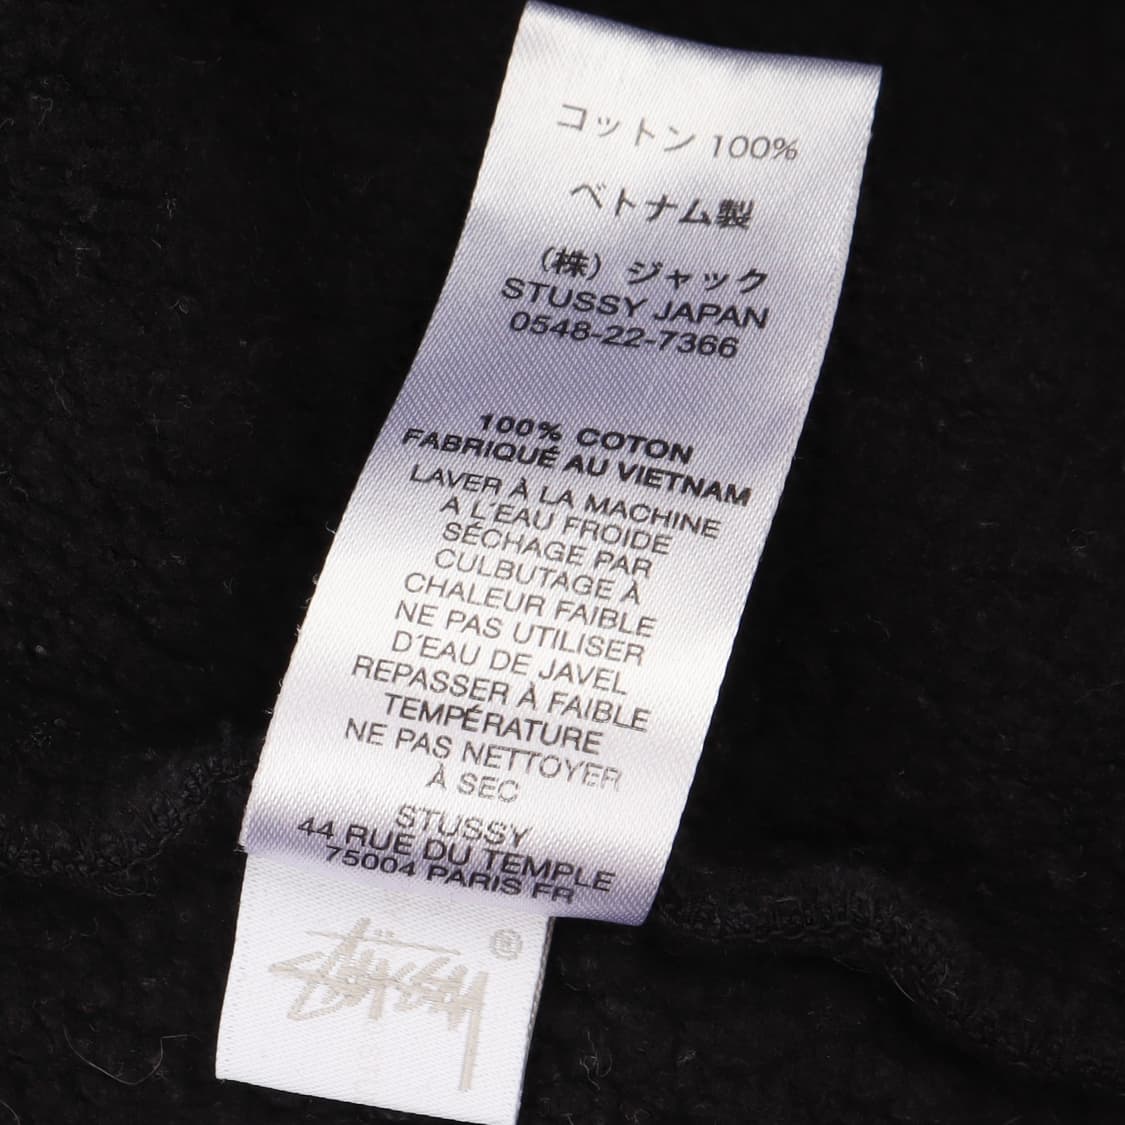 コットン 100%
ベトナム製
（株）ジャック
STUSSY JAPAN
0548-22-7366
100% COTON
FABRIQUÉ AU VIETNAM
LAVER À LA MACHINE
A L'EAU FROIDE
SÉCHAGE PAR
CULBUTAGE À
CHALEUR FAIBLE
NE PAS UTILISER
D'EAU DE JAVEL
REPASSER À FAIBLE
TEMPÉRATURE
NE PAS NETTOYER
À SEC
STUSSY
44 RUE DU TEMPLE
75004 PARIS FR
Stüssy ®